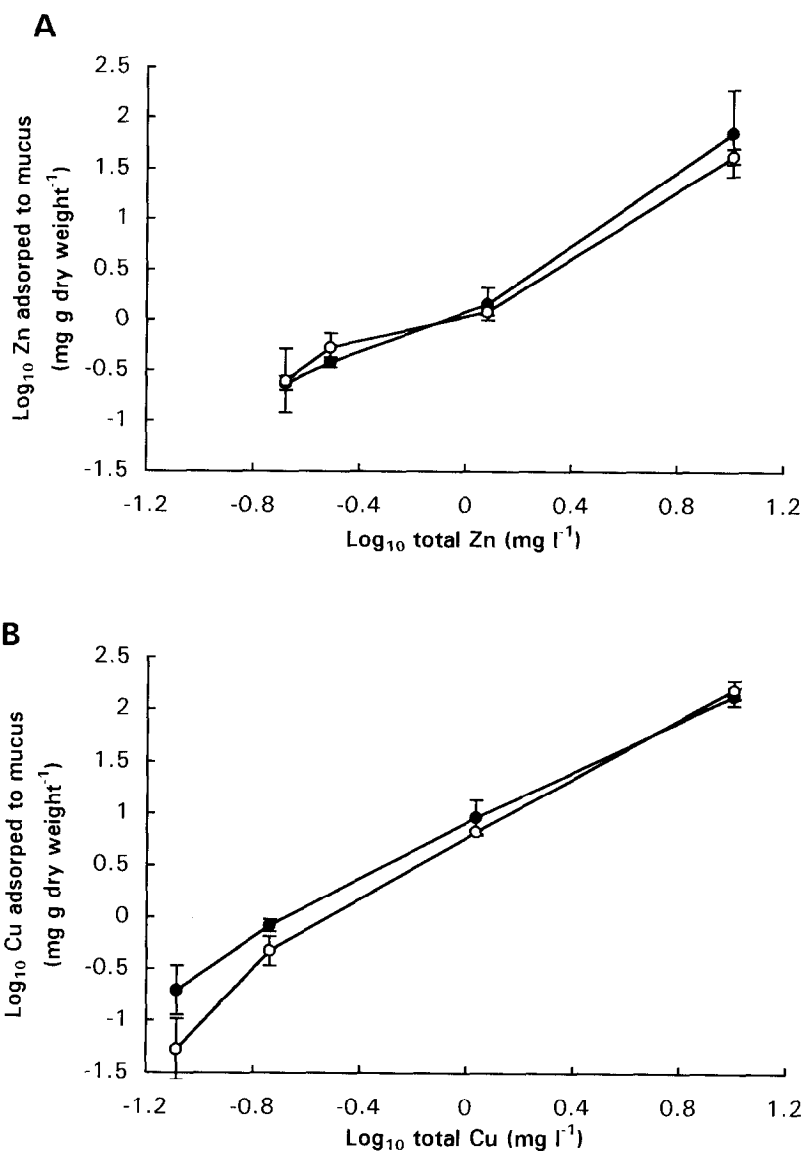 A
Log₁₀ Zn adsorped to mucus
(mg g dry weight⁻¹)
2.5
2
1.5
1
0.5
0
-0.5
-1
-1.5
-1.2 -0.8 -0.4 0 0.4 0.8 1.2
Log₁₀ total Zn (mg l⁻¹)
B
Log₁₀ Cu adsorped to mucus
(mg g dry weight⁻¹)
2.5
2
1.5
1
0.5
0
-0.5
-1
-1.5
-1.2 -0.8 -0.4 0 0.4 0.8 1.2
Log₁₀ total Cu (mg l⁻¹)